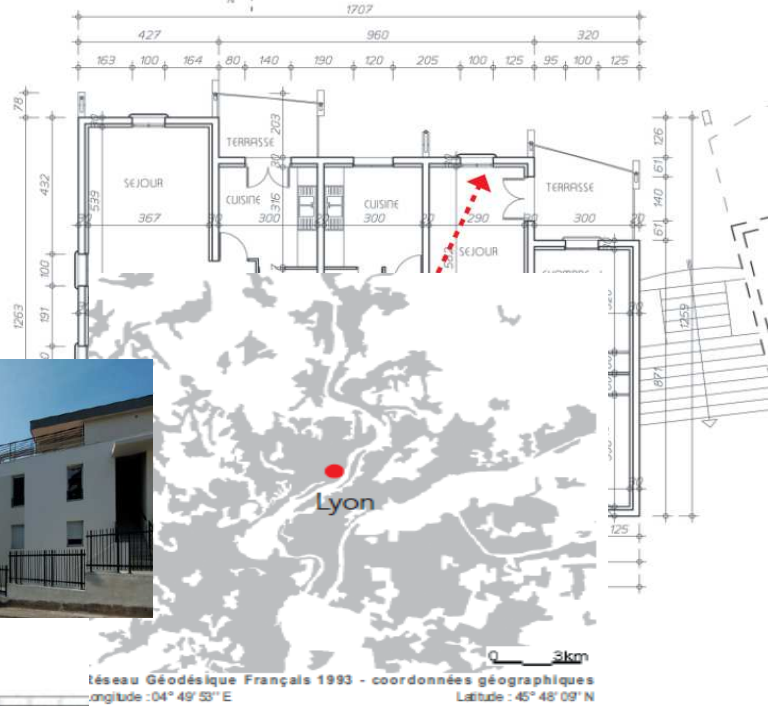 1707
427 960 320
163 100 164 80 140 190 120 205 100 125 95 100 125
78
203
126
TERRASSE
30
61
SEJOUR
TERRASSE
432
539
CUISINE
316
CUISINE
140
367 300 300 290 300 20
61
SEJOUR
582
100
1263
191
1259
871
Lyon
30
125
0 3km
Réseau Géodésique Français 1993 - coordonnées géographiques
Longitude : 04° 49' 53'' E Latitude : 45° 48' 09'' N